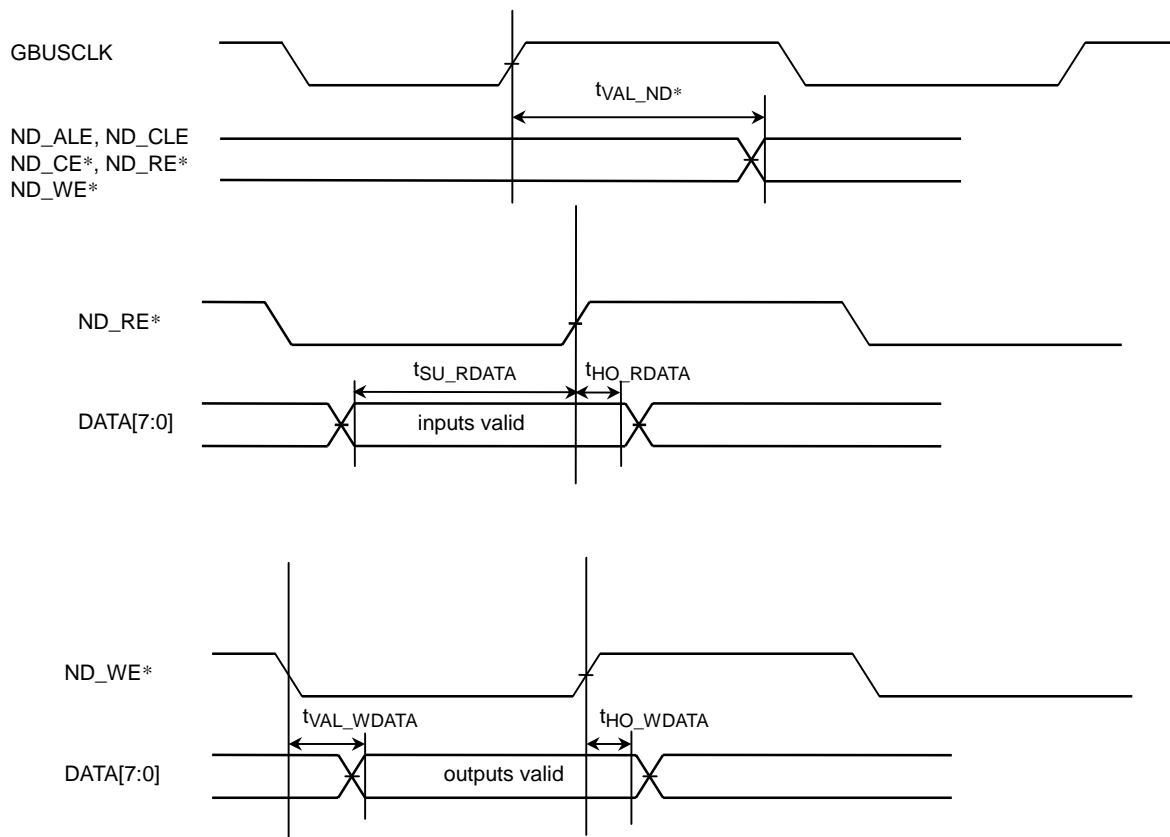 GBUSCLK
tVAL_ND*
ND_ALE, ND_CLE
ND_CE*, ND_RE*
ND_WE*
ND_RE*
tSU_RDATA
tHO_RDATA
DATA[7:0]
inputs valid
ND_WE*
tVAL_WDATA
tHO_WDATA
DATA[7:0]
outputs valid